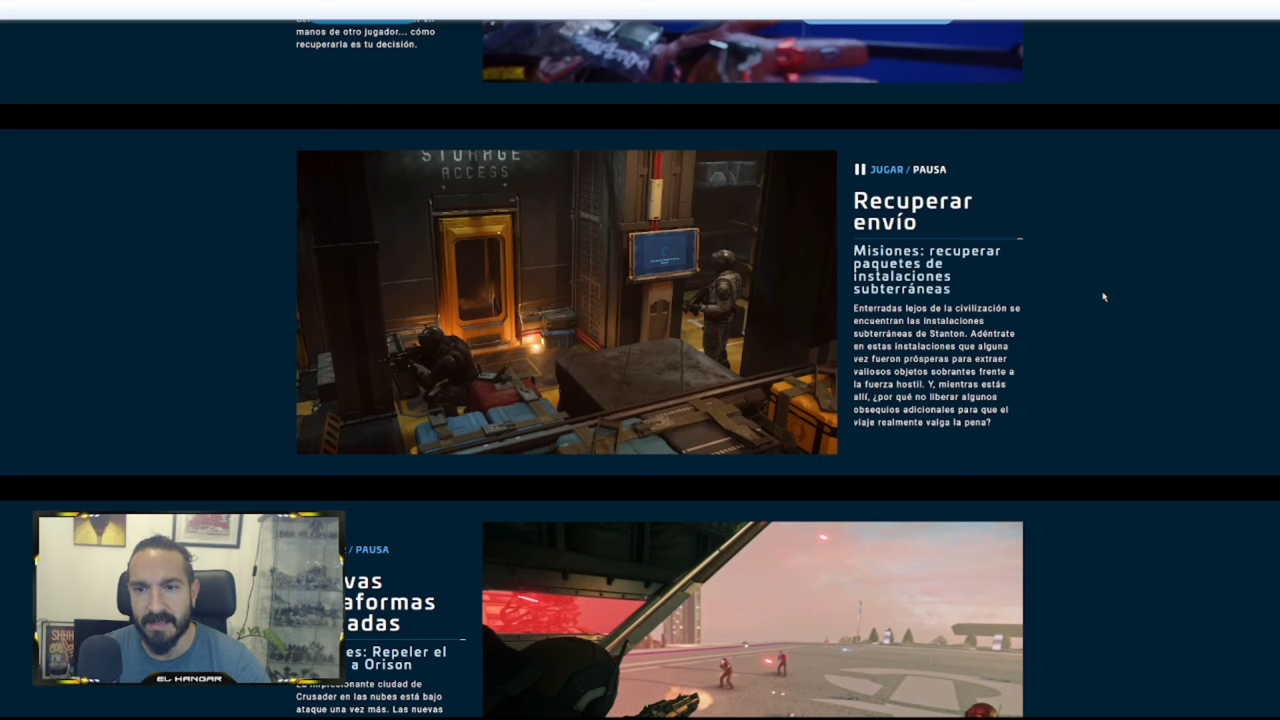 manos de otro jugador... cómo
recuperarla es tu decisión.
STORAGE
ACCESS
JUGAR / PAUSA
Recuperar
envío
Misiones: recuperar
paquetes de
instalaciones
subterráneas
Enterradas lejos de la civilización se
encuentran las instalaciones
subterráneas de Stanton. Adéntrate
en estas instalaciones que alguna
vez fueron prósperas para extraer
valiosos objetos sobrantes frente a
la fuerza hostil. Y, mientras estás
allí, ¿por qué no liberar algunos
obsequios adicionales para que el
viaje realmente valga la pena?
/ PAUSA
vas
aformas
adas
es: Repeler el
a Orison
La impresionante ciudad de
Crusader en las nubes está bajo
ataque una vez más. Las nuevas
SHHH
EL HANGAR